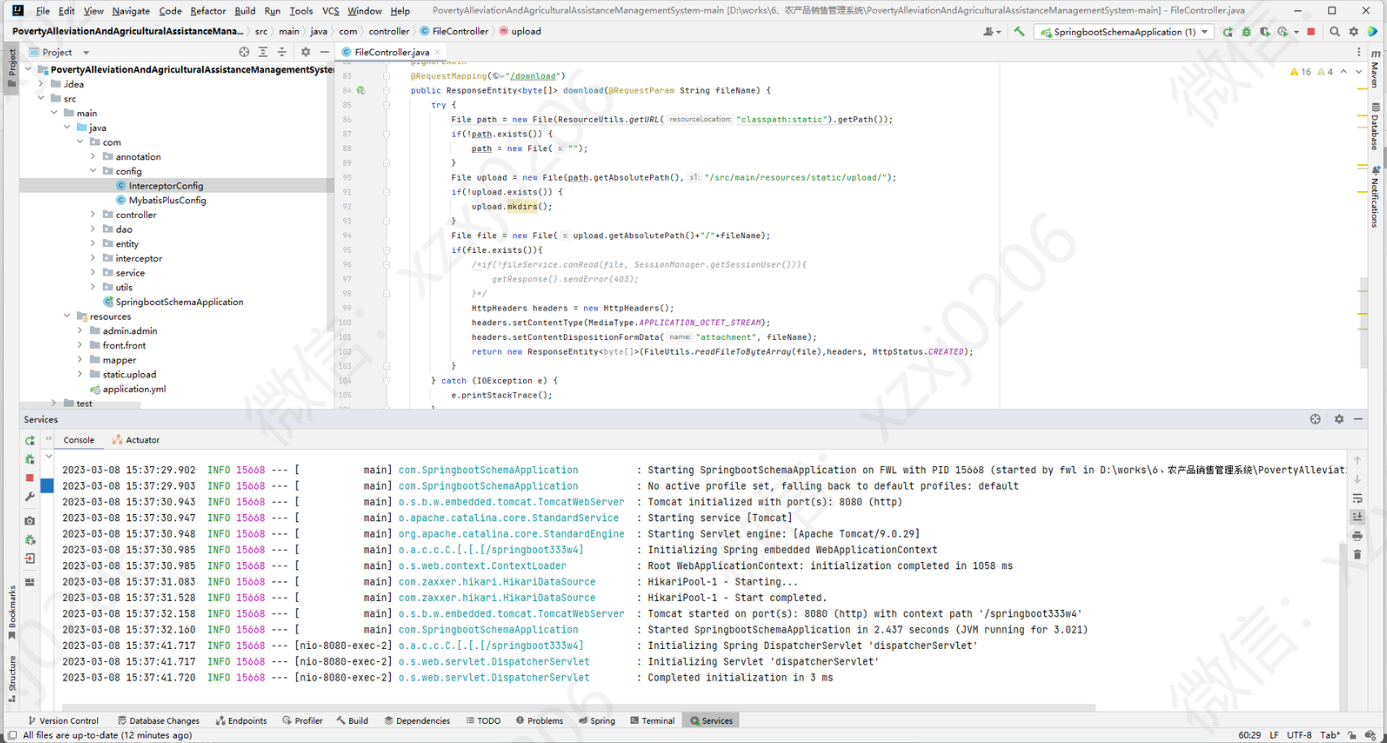 File Edit View Navigate Code Refactor Build Run Tools VCS Window Help PovertyAlleviationAndAgriculturalAssistanceManagementSystem-main [D:\works\6、农产品销售管理系统\PovertyAlleviationAndAgriculturalAssistanceManagementSystem-main] - FileController.java
PovertyAlleviationAndAgriculturalAssistanceMana... src main java com controller FileController upload
SpringbootSchemaApplication (1)
Project
FileController.java
Project
PovertyAlleviationAndAgriculturalAssistanceManagementSyste
.idea
src
main
java
com
annotation
config
InterceptorConfig
MybatisPlusConfig
controller
dao
entity
interceptor
service
utils
SpringbootSchemaApplication
resources
admin.admin
front.front
mapper
static.upload
application.yml
test
16 4
82 @IgnoreAuth
83 @RequestMapping("/download")
84 public ResponseEntity<byte[]> download(@RequestParam String fileName) {
85 try {
86 File path = new File(ResourceUtils.getURL( resourceLocation: "classpath:static").getPath());
87 if(!path.exists()) {
88 path = new File( s: "");
89 }
90 File upload = new File(path.getAbsolutePath(), s1: "/src/main/resources/static/upload/");
91 if(!upload.exists()) {
92 upload.mkdirs();
93 }
94 File file = new File( s: upload.getAbsolutePath()+"/"+fileName);
95 if(file.exists()){
96 /*if(!fileService.canRead(file, SessionManager.getSessionUser())){
97 getResponse().sendError(403);
98 }*/
99 HttpHeaders headers = new HttpHeaders();
100 headers.setContentType(MediaType.APPLICATION_OCTET_STREAM);
101 headers.setContentDispositionFormData( name: "attachment", fileName);
102 return new ResponseEntity<byte[]>(FileUtils.readFileToByteArray(file),headers, HttpStatus.CREATED);
103 }
104 } catch (IOException e) {
105 e.printStackTrace();
Maven
Database
Notifications
Services
Console Actuator
2023-03-08 15:37:29.902 INFO 15668 --- [ main] com.SpringbootSchemaApplication : Starting SpringbootSchemaApplication on FWL with PID 15668 (started by fwl in D:\works\6、农产品销售管理系统\PovertyAlleviat
2023-03-08 15:37:29.903 INFO 15668 --- [ main] com.SpringbootSchemaApplication : No active profile set, falling back to default profiles: default
2023-03-08 15:37:30.943 INFO 15668 --- [ main] o.s.b.w.embedded.tomcat.TomcatWebServer : Tomcat initialized with port(s): 8080 (http)
2023-03-08 15:37:30.947 INFO 15668 --- [ main] o.apache.catalina.core.StandardService : Starting service [Tomcat]
2023-03-08 15:37:30.948 INFO 15668 --- [ main] org.apache.catalina.core.StandardEngine : Starting Servlet engine: [Apache Tomcat/9.0.29]
2023-03-08 15:37:30.985 INFO 15668 --- [ main] o.a.c.c.C.[.[.[/springboot333w4] : Initializing Spring embedded WebApplicationContext
2023-03-08 15:37:30.985 INFO 15668 --- [ main] o.s.web.context.ContextLoader : Root WebApplicationContext: initialization completed in 1058 ms
2023-03-08 15:37:31.083 INFO 15668 --- [ main] com.zaxxer.hikari.HikariDataSource : HikariPool-1 - Starting...
2023-03-08 15:37:31.528 INFO 15668 --- [ main] com.zaxxer.hikari.HikariDataSource : HikariPool-1 - Start completed.
2023-03-08 15:37:32.158 INFO 15668 --- [ main] o.s.b.w.embedded.tomcat.TomcatWebServer : Tomcat started on port(s): 8080 (http) with context path '/springboot333w4'
2023-03-08 15:37:32.160 INFO 15668 --- [ main] com.SpringbootSchemaApplication : Started SpringbootSchemaApplication in 2.437 seconds (JVM running for 3.021)
2023-03-08 15:37:41.717 INFO 15668 --- [nio-8080-exec-2] o.a.c.c.C.[.[.[/springboot333w4] : Initializing Spring DispatcherServlet 'dispatcherServlet'
2023-03-08 15:37:41.717 INFO 15668 --- [nio-8080-exec-2] o.s.web.servlet.DispatcherServlet : Initializing Servlet 'dispatcherServlet'
2023-03-08 15:37:41.720 INFO 15668 --- [nio-8080-exec-2] o.s.web.servlet.DispatcherServlet : Completed initialization in 3 ms
Bookmarks
Structure
Version Control Database Changes Endpoints Profiler Build Dependencies TODO Problems Spring Terminal Services
All files are up-to-date (12 minutes ago) 60:29 LF UTF-8 Tab*
微信：xzxj0206
微信：xzxj0206